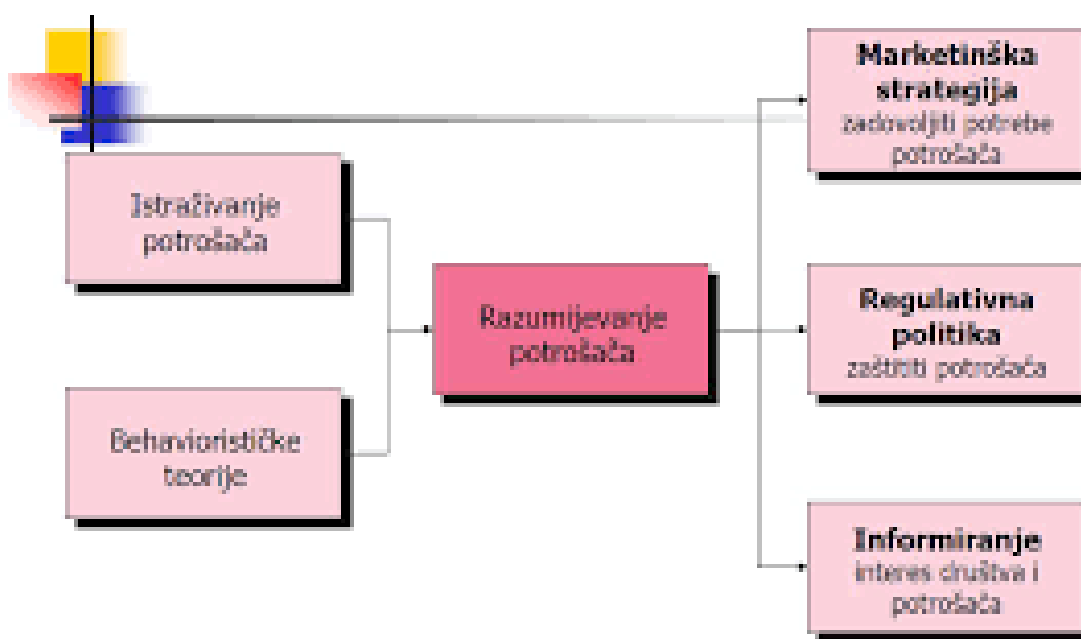 Istraživanje
potrošača
Behaviorističke
teorije
Razumijevanje
potrošača
Marketinška
strategija
zadovoljiti potrebe
potrošača
Regulativna
politika
zaštititi potrošača
Informiranje
interes društva i
potrošača